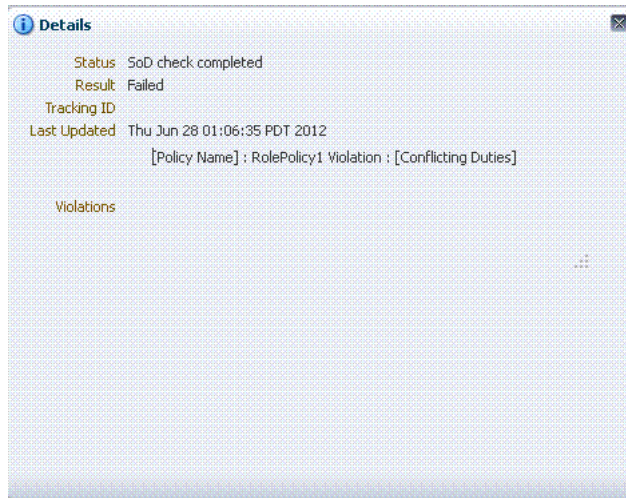 Details
Status SoD check completed
Result Failed
Tracking ID
Last Updated Thu Jun 28 01:06:35 PDT 2012
[Policy Name] : RolePolicy1 Violation : [Conflicting Duties]
Violations